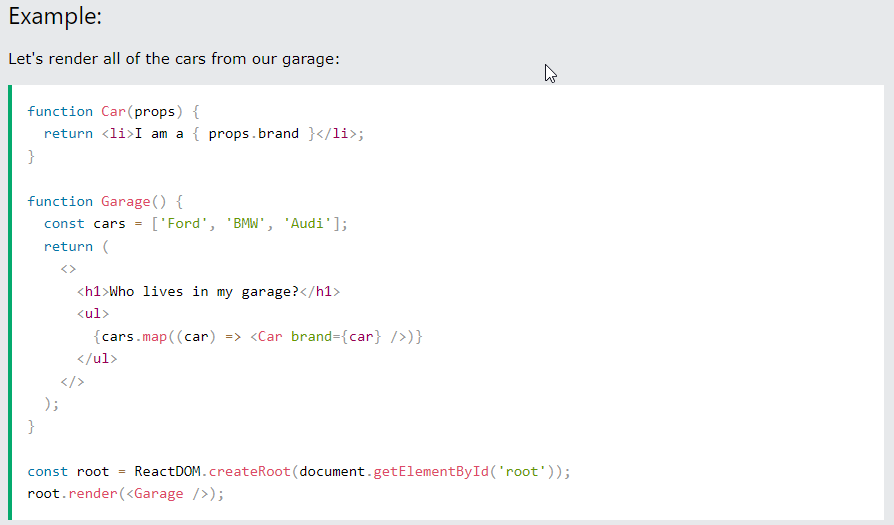 Example:
Let's render all of the cars from our garage:
function Car(props) {
  return <li>I am a { props.brand }</li>;
}
function Garage() {
  const cars = ['Ford', 'BMW', 'Audi'];
  return (
    <>
      <h1>Who lives in my garage?</h1>
      <ul>
        {cars.map((car) => <Car brand={car} />)}
      </ul>
    </>
  );
}
const root = ReactDOM.createRoot(document.getElementById('root'));
root.render(<Garage />);